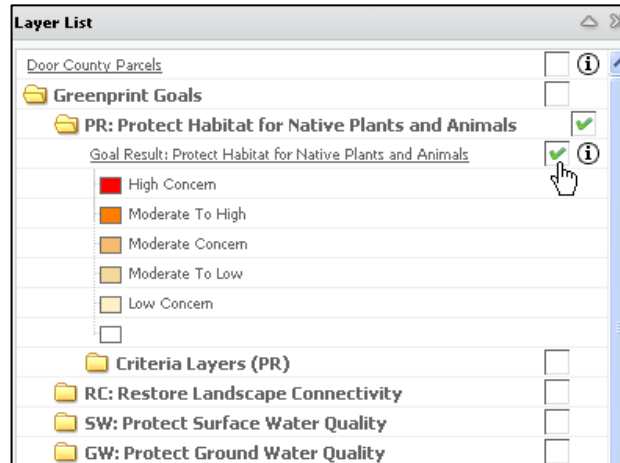 Layer List
Door County Parcels
Greenprint Goals
PR: Protect Habitat for Native Plants and Animals
Goal Result: Protect Habitat for Native Plants and Animals
High Concern
Moderate To High
Moderate Concern
Moderate To Low
Low Concern
Criteria Layers (PR)
RC: Restore Landscape Connectivity
SW: Protect Surface Water Quality
GW: Protect Ground Water Quality